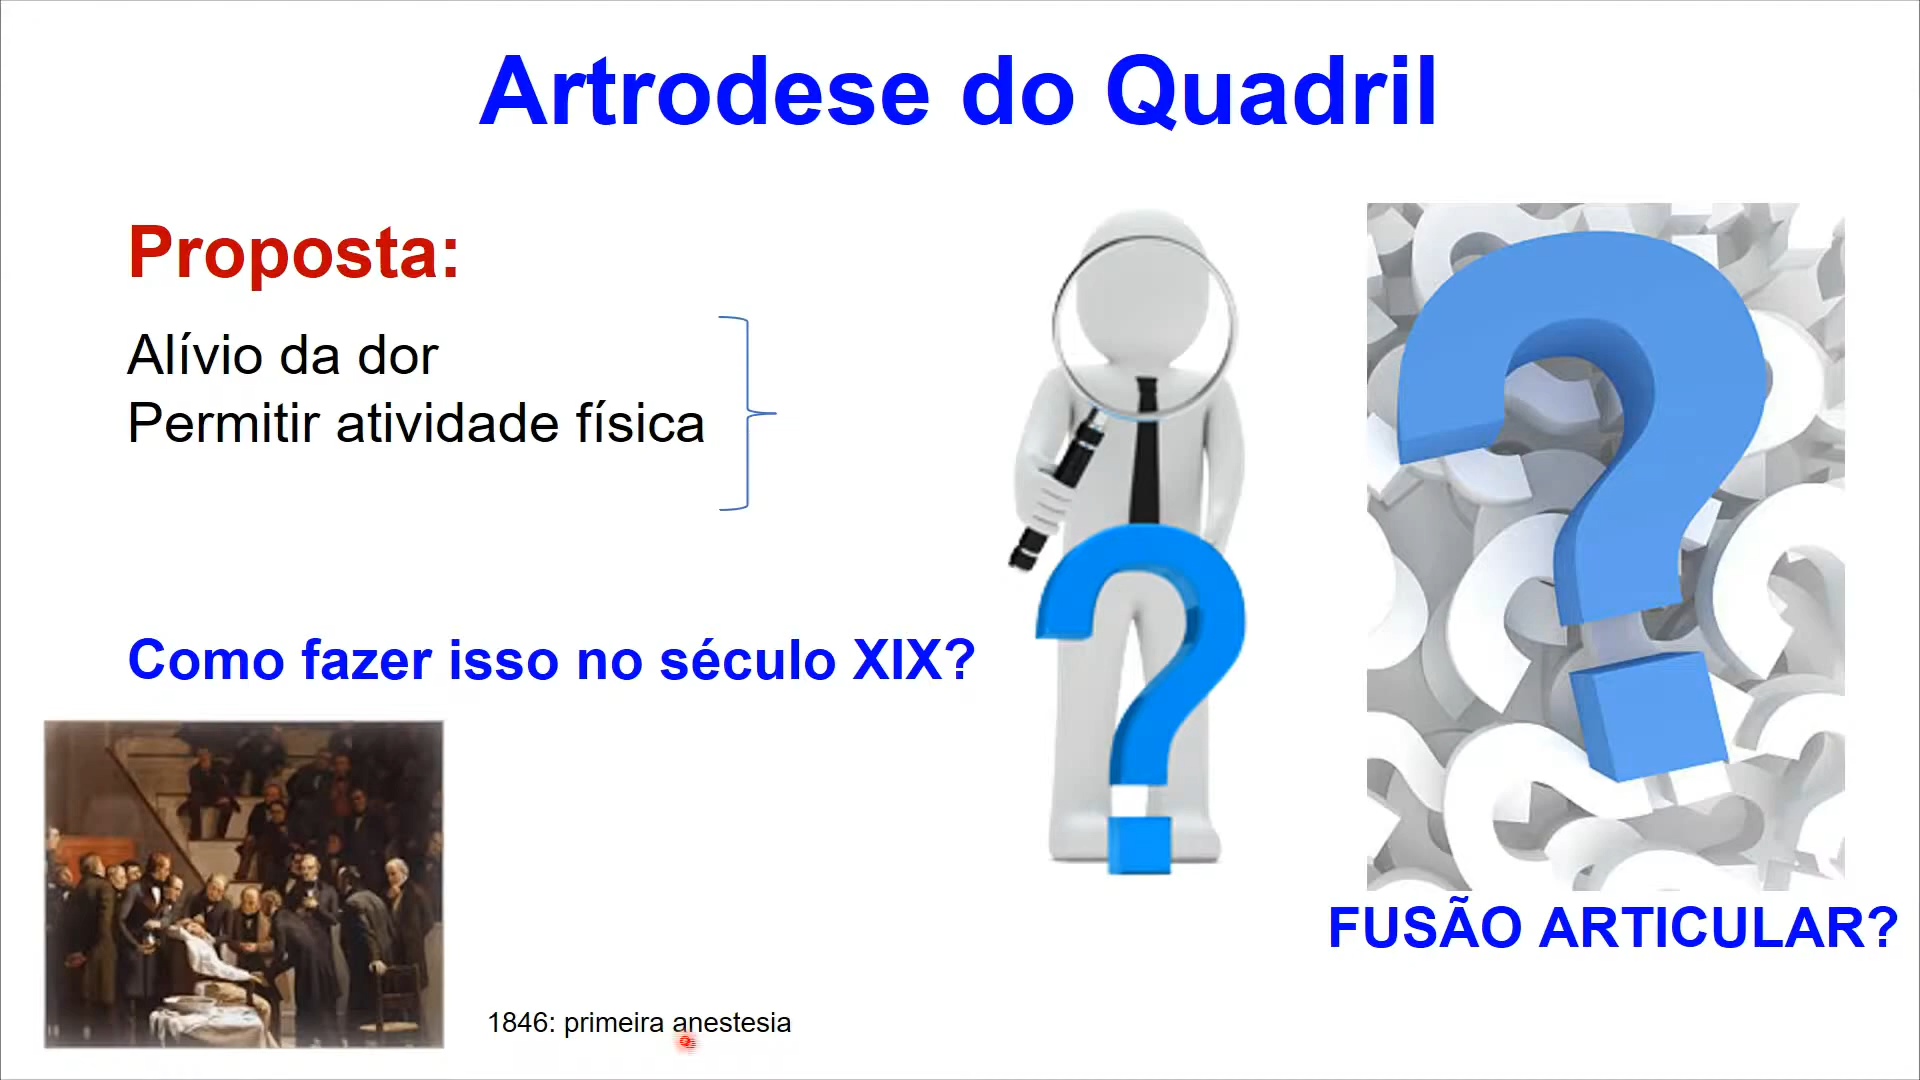 Artrodese do Quadril
Proposta:
Alívio da dor
Permitir atividade física
Como fazer isso no século XIX?
FUSÃO ARTICULAR?
1846: primeira anestesia